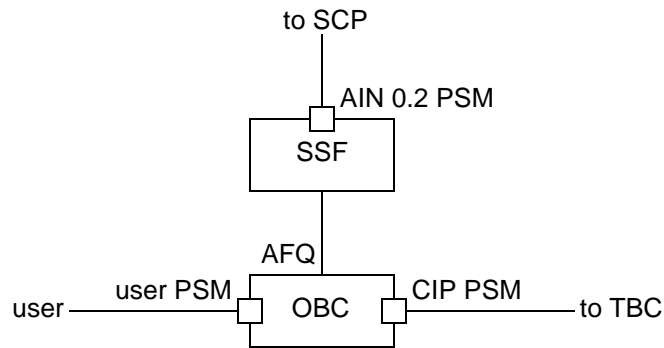 to SCP
AIN 0.2 PSM
SSF
AFQ
user PSM
CIP PSM
user
OBC
to TBC